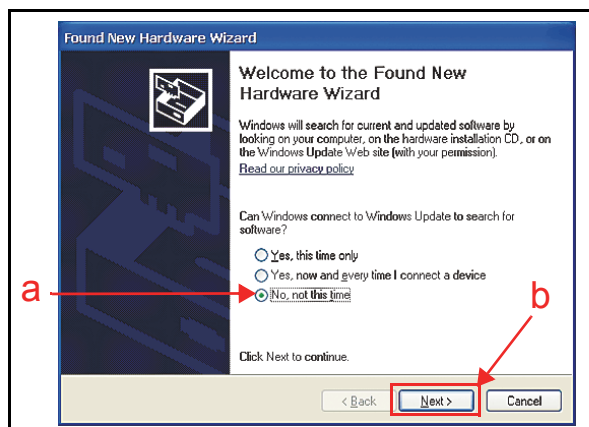 Found New Hardware Wizard
Welcome to the Found New
Hardware Wizard
Windows will search for current and updated software by
looking on your computer, on the hardware installation CD, or on
the Windows Update Web site (with your permission).
Read our privacy policy
Can Windows connect to Windows Update to search for
software?
Yes, this time only
Yes, now and every time I connect a device
a
No, not this time
b
Click Next to continue.
< Back
Next >
Cancel